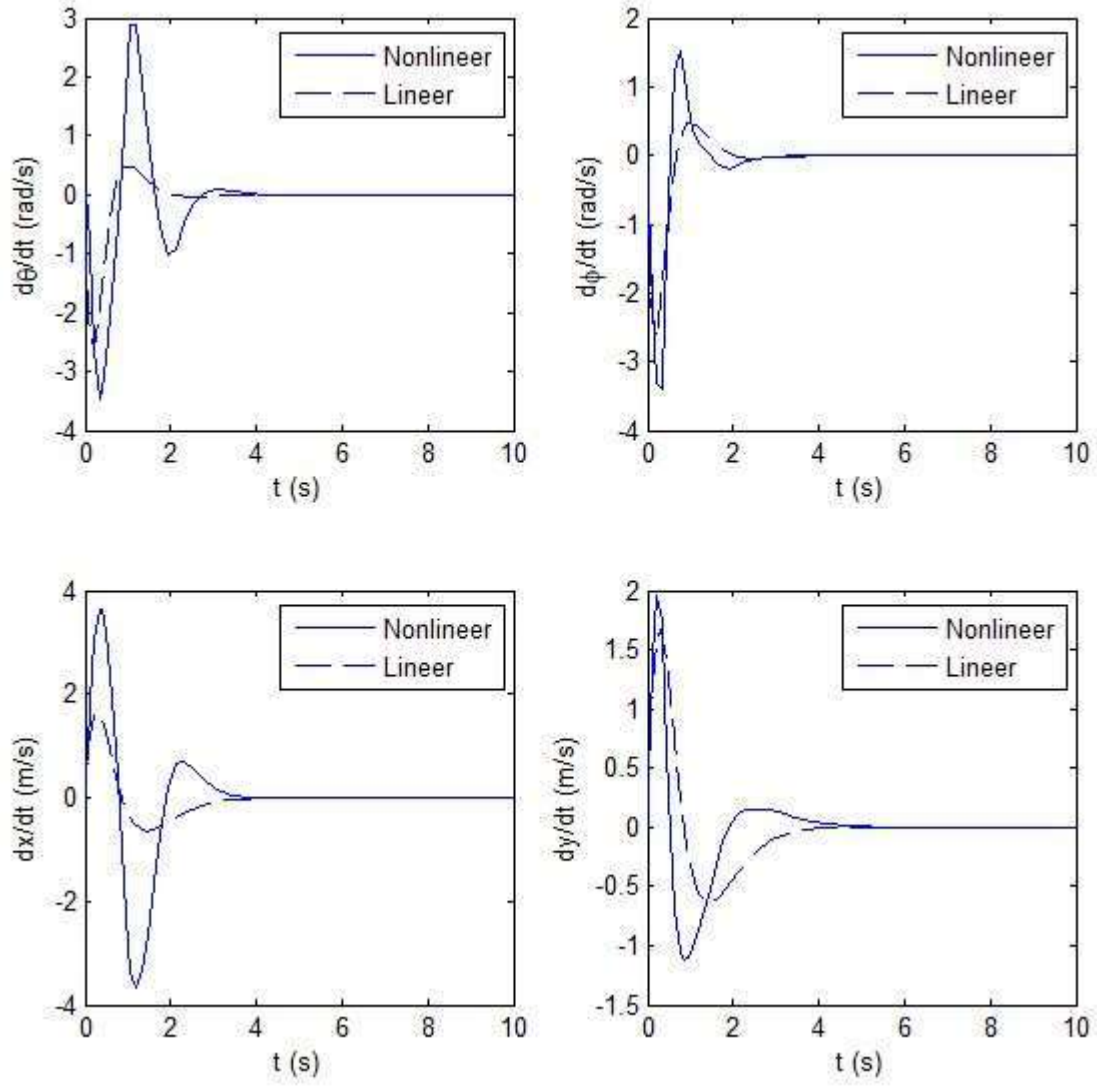 3
2
1
0
-1
-2
-3
-4
dθ/dt (rad/s)
0 2 4 6 8 10
t (s)
Nonlineer
Lineer
2
1
0
-1
-2
-3
-4
dϕ/dt (rad/s)
0 2 4 6 8 10
t (s)
Nonlineer
Lineer
4
2
0
-2
-4
dx/dt (m/s)
0 2 4 6 8 10
t (s)
Nonlineer
Lineer
2
1.5
1
0.5
0
-0.5
-1
-1.5
dy/dt (m/s)
0 2 4 6 8 10
t (s)
Nonlineer
Lineer